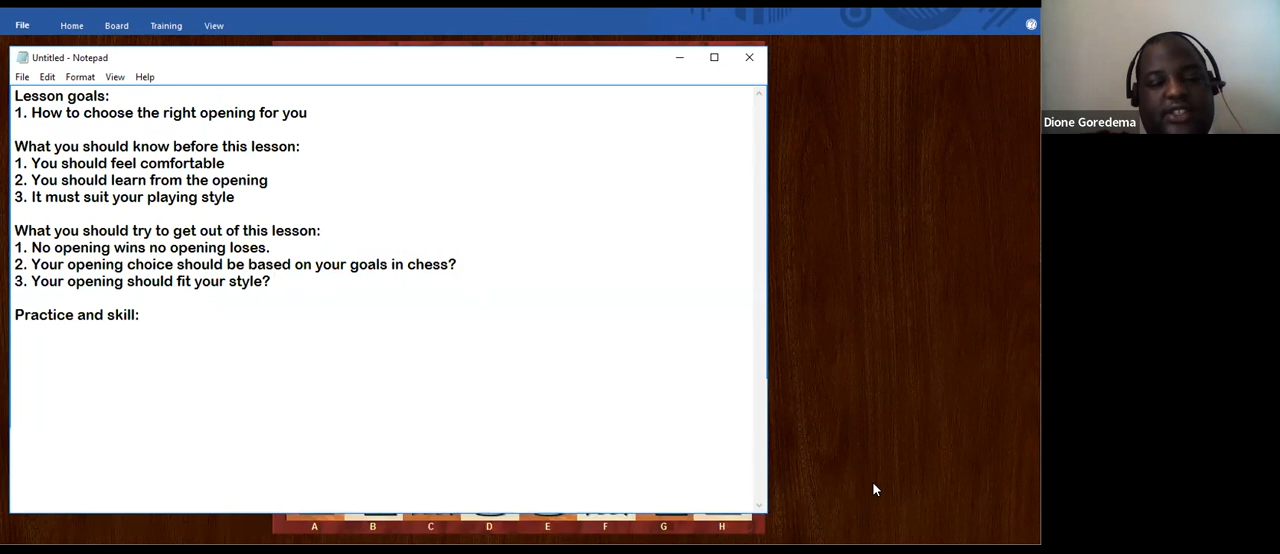 File Home Board Training View
Untitled - Notepad
File Edit Format View Help
Lesson goals:
1. How to choose the right opening for you
What you should know before this lesson:
1. You should feel comfortable
2. You should learn from the opening
3. It must suit your playing style
What you should try to get out of this lesson:
1. No opening wins no opening loses.
2. Your opening choice should be based on your goals in chess?
3. Your opening should fit your style?
Practice and skill:
A B C D E F G H
Dione Goredema